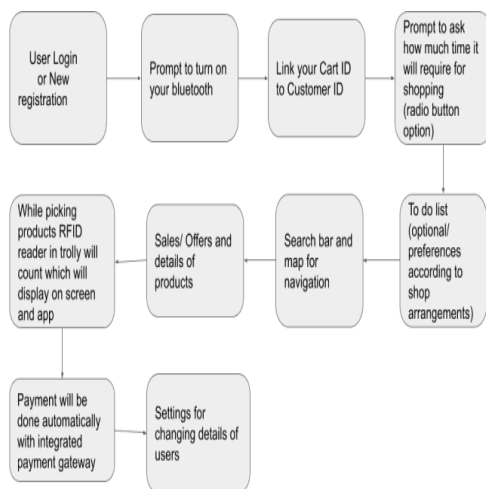 User Login
or New
registration
Prompt to turn on
your bluetooth
Link your Cart ID
to Customer ID
Prompt to ask
how much time it
will require for
shopping
(radio button
option)
To do list
(optional/
preferences
according to
shop
arrangements)
Search bar and
map for
navigation
Sales/ Offers and
details of
products
While picking
products RFID
reader in trolly will
count which will
display on screen
and app
Payment will be
done automatically
with integrated
payment gateway
Settings for
changing details of
users